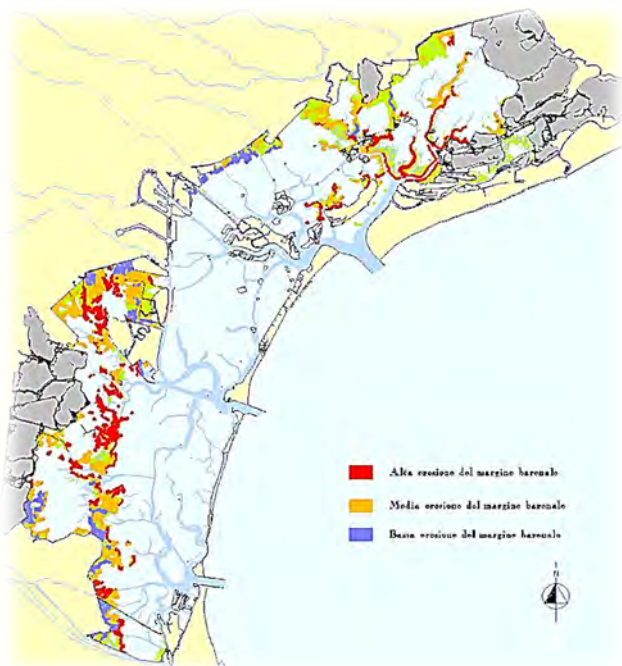 Alta erosione del margine barenale
Media erosione del margine barenale
Bassa erosione del margine barenale
N